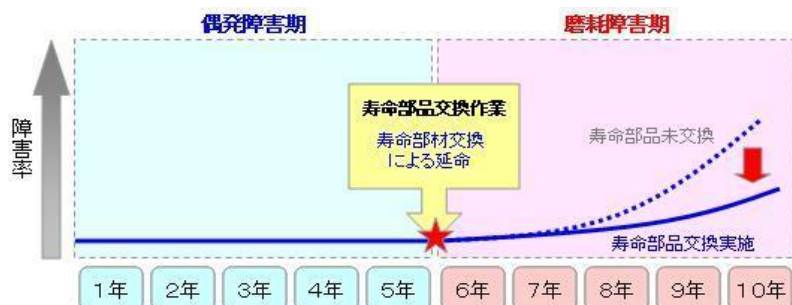 偶発障害期
磨耗障害期
障害率
寿命部品交換作業
寿命部材交換
による延命
寿命部品未交換
寿命部品交換実施
1年 2年 3年 4年 5年 6年 7年 8年 9年 10年